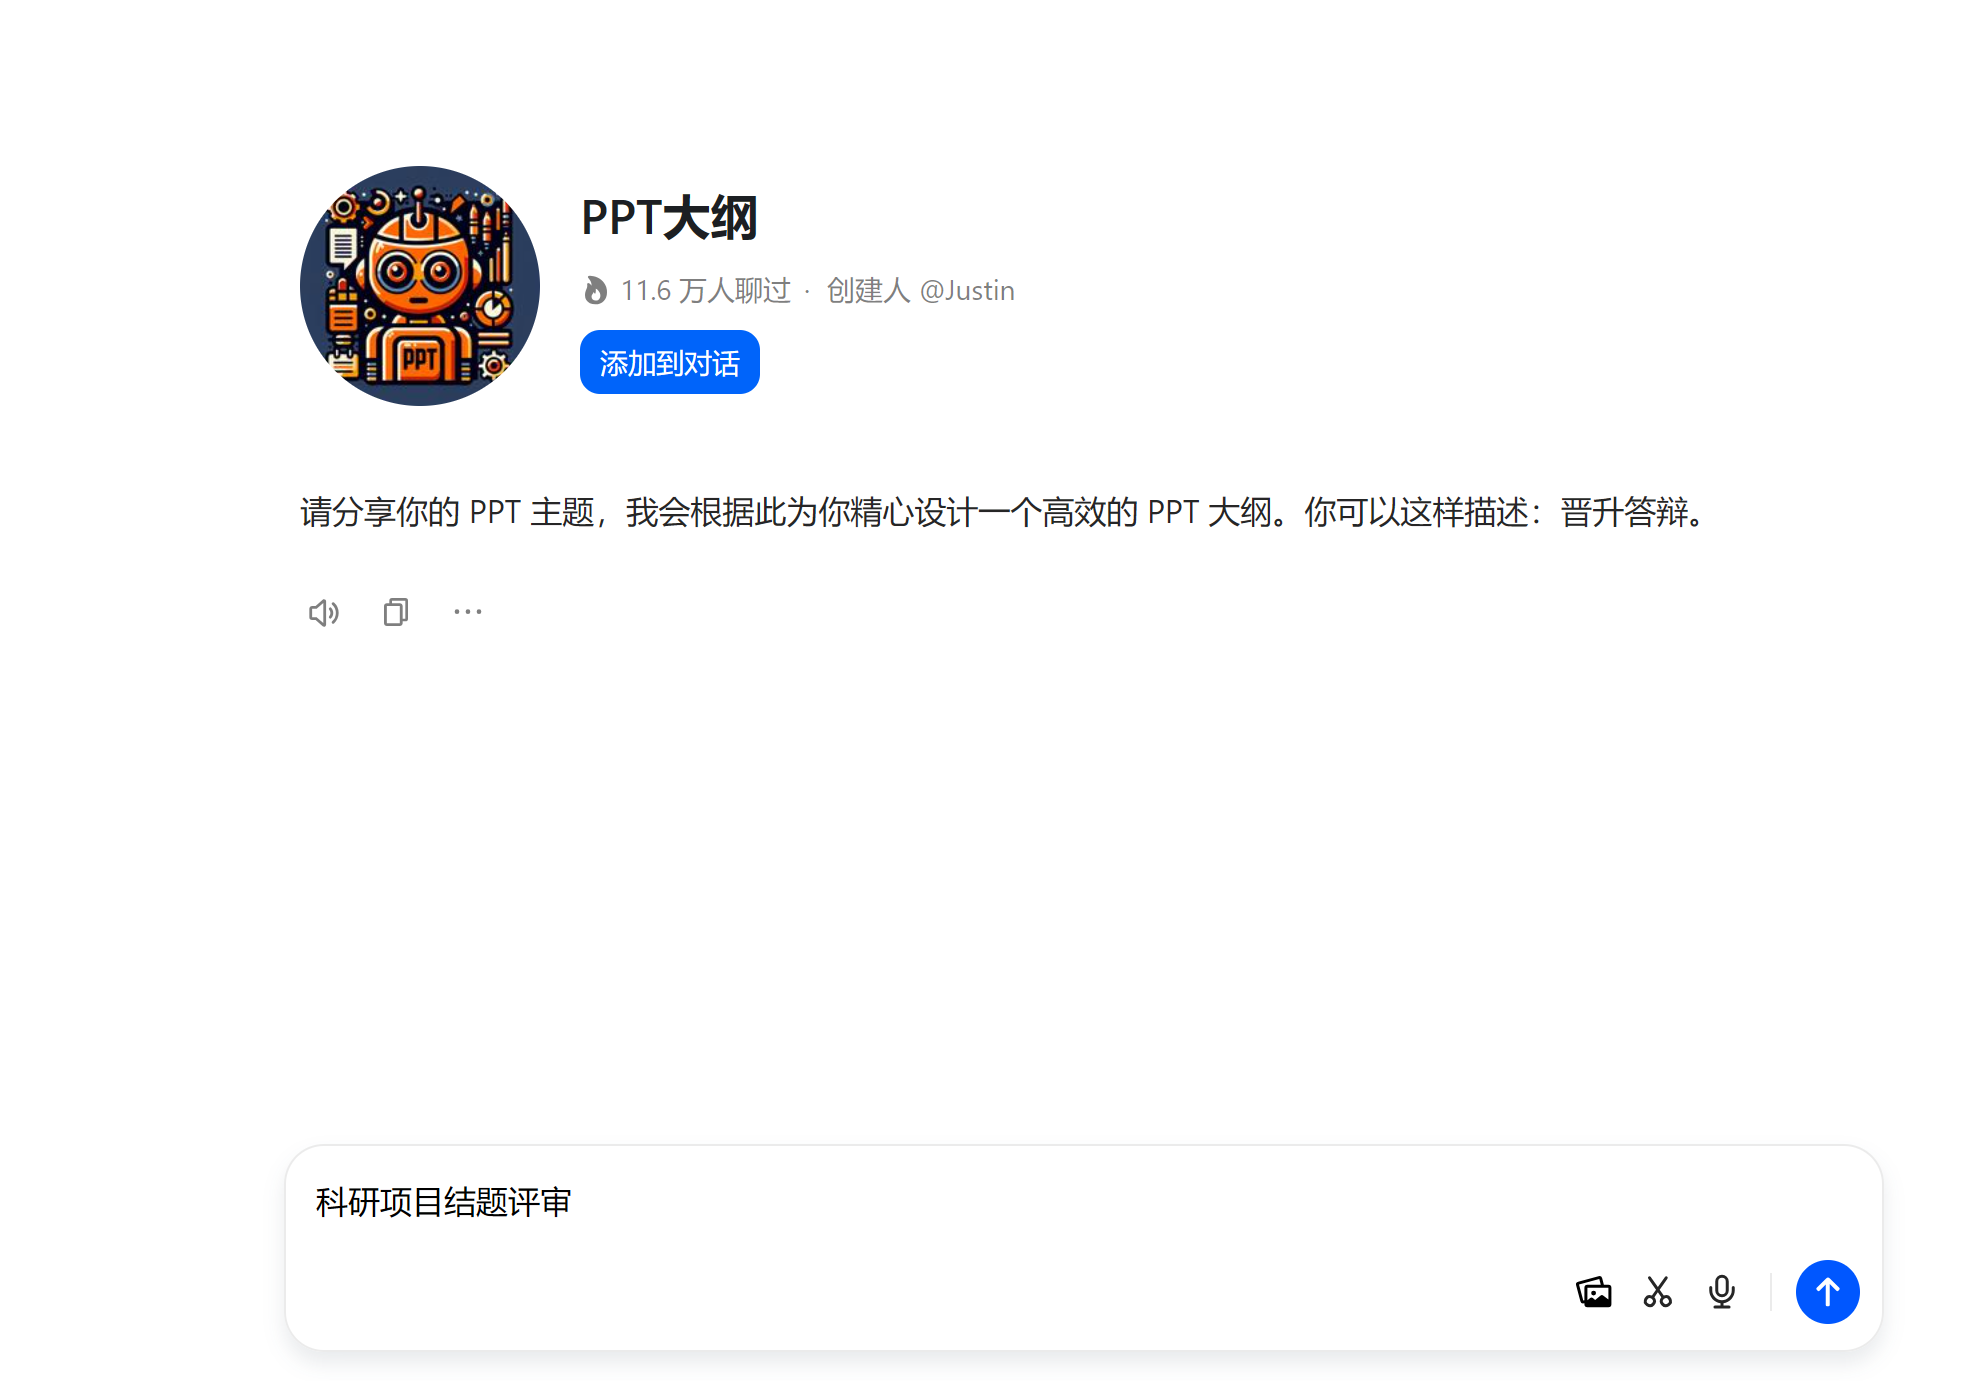 PPT
PPT大纲
11.6 万人聊过 · 创建人 @Justin
添加到对话
请分享你的 PPT 主题，我会根据此为你精心设计一个高效的 PPT 大纲。你可以这样描述：晋升答辩。
科研项目结题评审